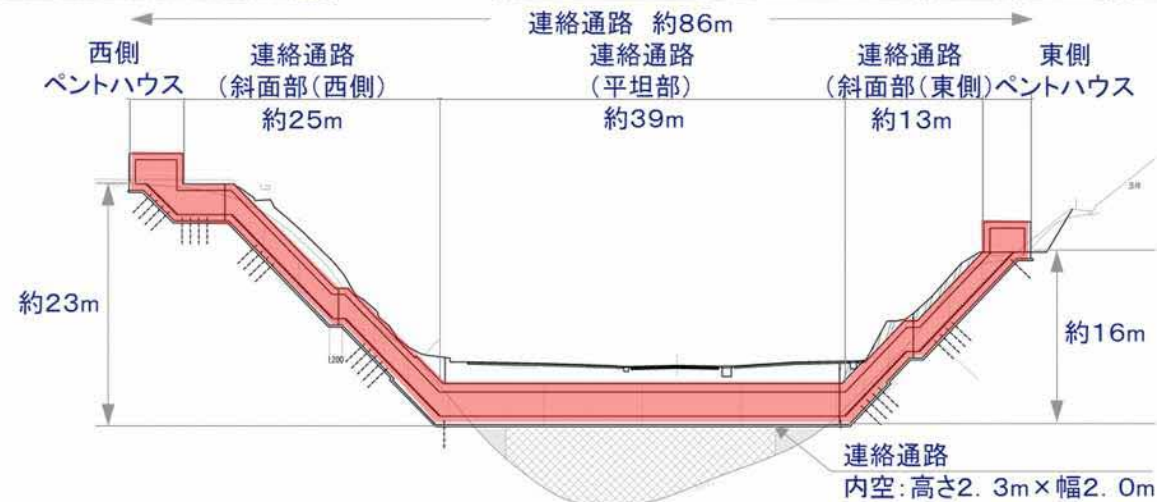 連絡通路 約86m
西側
ペントハウス
連絡通路
(斜面部(西側)
約25m
連絡通路
(平坦部)
約39m
連絡通路
(斜面部(東側)
約13m
東側
ペントハウス
約23m
1,200
約16m
連絡通路
内空:高さ2.3m×幅2.0m